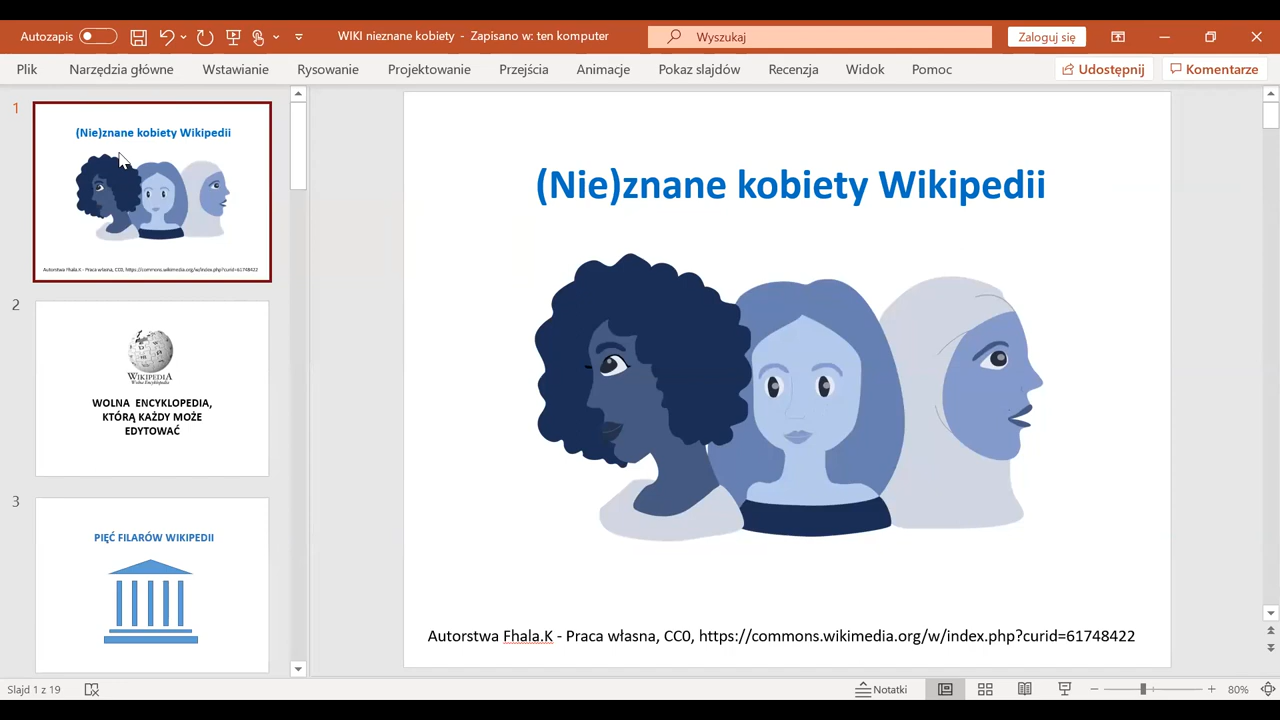 Autozapis
WIKI nieznane kobiety - Zapisano w: ten komputer
Wyszukaj
Zaloguj się
Plik
Narzędzia główne
Wstawianie
Rysowanie
Projektowanie
Przejścia
Animacje
Pokaz slajdów
Recenzja
Widok
Pomoc
Udostępnij
Komentarze
1
(Nie)znane kobiety Wikipedii
Autorstwa Fhala.K - Praca własna, CC0, https://commons.wikimedia.org/w/index.php?curid=61748422
2
WIKIPEDIA
Wolna Encyklopedia
WOLNA ENCYKLOPEDIA,
KTÓRĄ KAŻDY MOŻE
EDYTOWAĆ
3
PIĘĆ FILARÓW WIKIPEDII
(Nie)znane kobiety Wikipedii
Autorstwa Fhala.K - Praca własna, CC0, https://commons.wikimedia.org/w/index.php?curid=61748422
Slajd 1 z 19
Notatki
80%